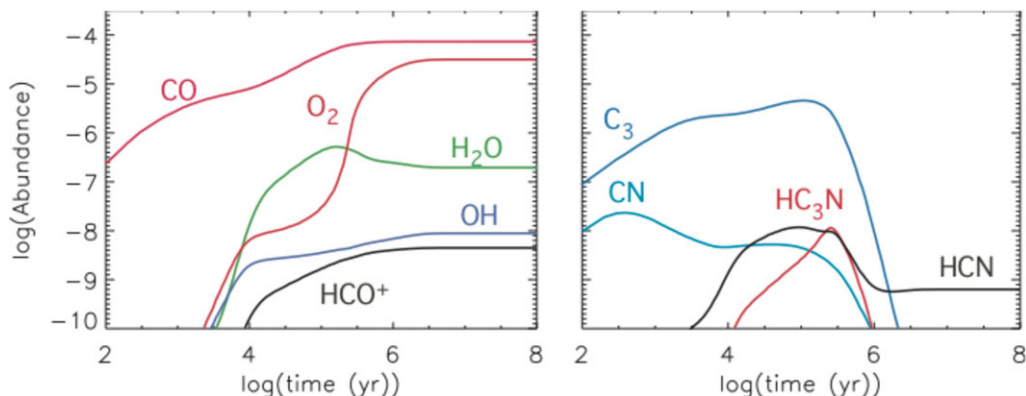 log(Abundance)
−4
−5
−6
−7
−8
−9
−10
CO
O₂
H₂O
OH
HCO⁺
2
4
6
8
log(time (yr))
C₃
CN
HC₃N
HCN
2
4
6
8
log(time (yr))